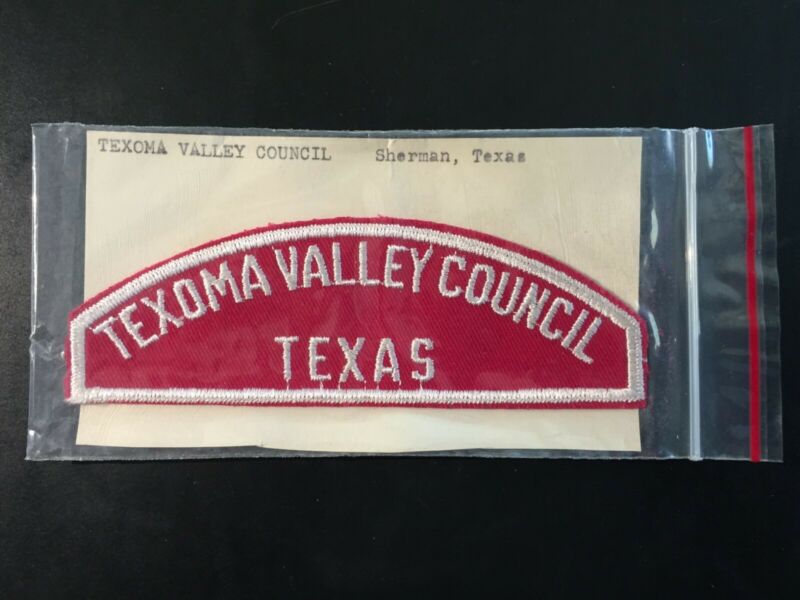 TEXOMA VALLEY COUNCIL Sherman, Texas
TEXOMA VALLEY COUNCIL
TEXAS